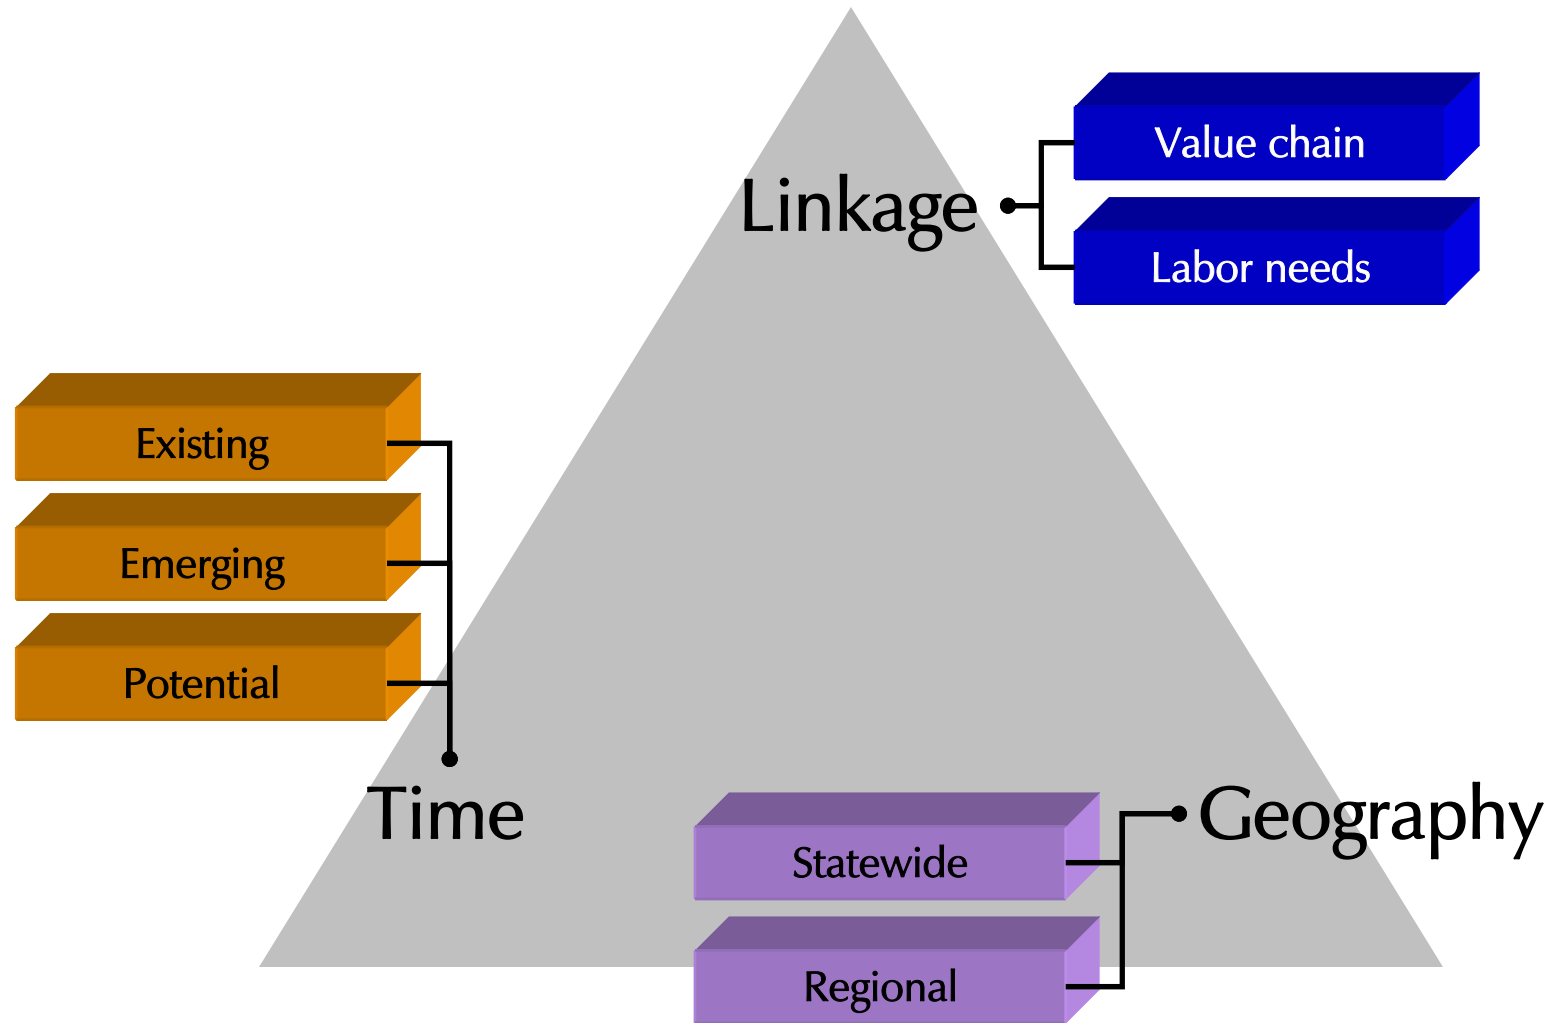 Value chain
Linkage
Labor needs
Existing
Emerging
Potential
Time
Geography
Statewide
Regional